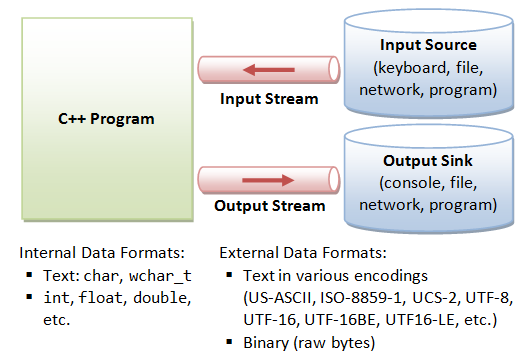 C++ Program
Input Stream
Input Source
(keyboard, file,
network, program)
Output Stream
Output Sink
(console, file,
network, program)
Internal Data Formats:
▪ Text: char, wchar_t
▪ int, float, double,
etc.
External Data Formats:
▪ Text in various encodings
(US-ASCII, ISO-8859-1, UCS-2, UTF-8,
UTF-16, UTF-16BE, UTF16-LE, etc.)
▪ Binary (raw bytes)